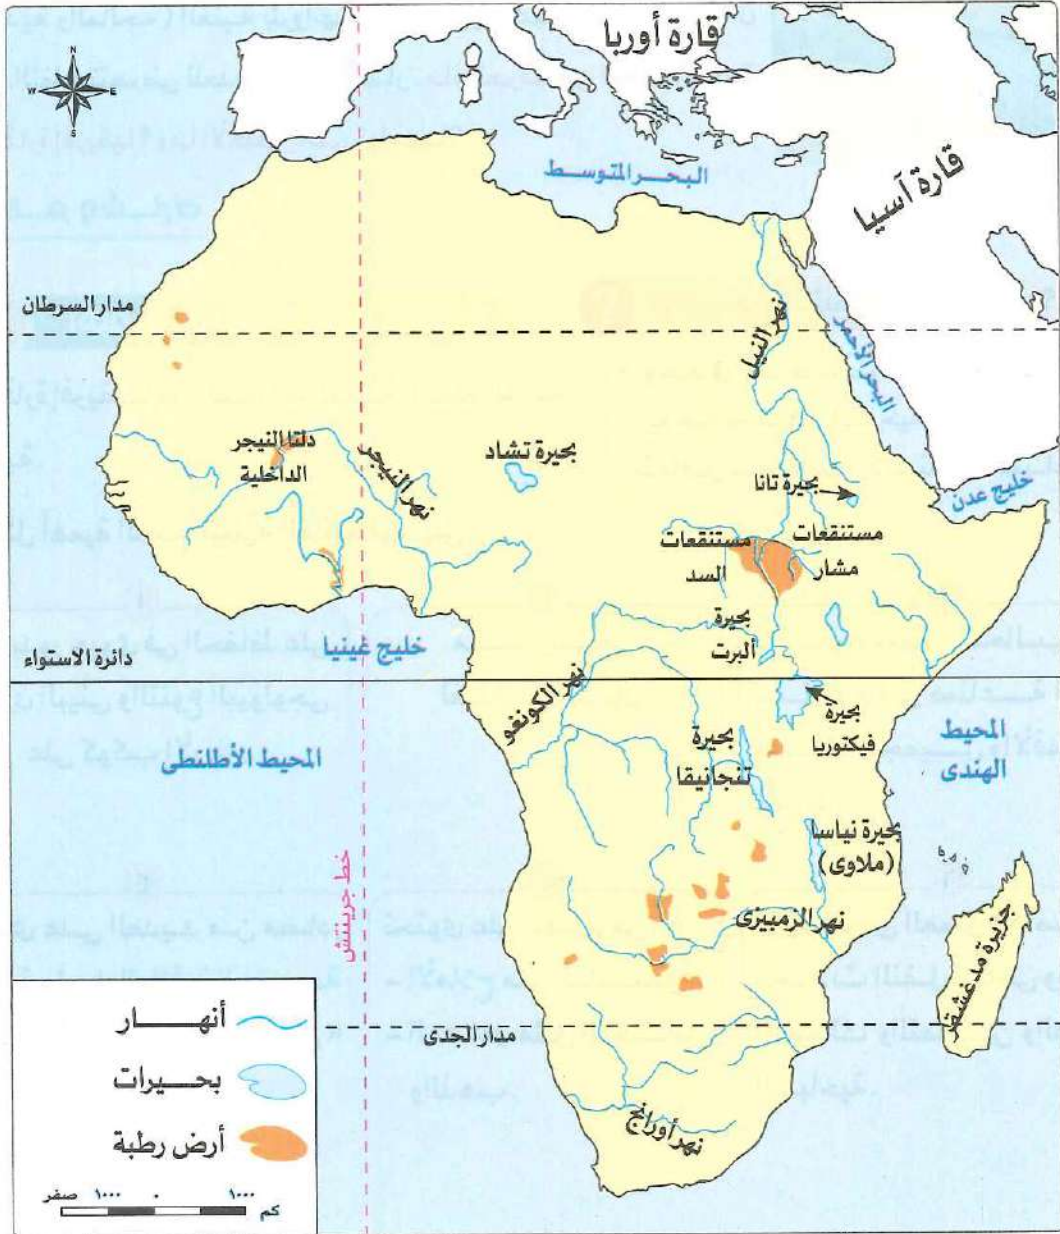 قارة أوربا
N
W
E
S
قارة آسيا
البحر المتوسط
مدار السرطان
نهر النيل
البحر الأحمر
دلتا النيجر
الداخلية
نهر النيجر
بحيرة تشاد
بحيرة تانا
خليج عدن
مستنقعات
السد
مستنقعات
مشار
بحيرة
ألبرت
خليج غينيا
دائرة الاستواء
نهر الكونغو
بحيرة
فيكتوريا
المحيط
الهندى
المحيط الأطلنطى
بحيرة
تنجانيقا
بحيرة نياسا
(ملاوى)
خط جرينتش
نهر الزمبيزى
جزيرة مدغشقر
مدار الجدى
نهر أورانج
أنهار
بحيرات
أرض رطبة
صفر ١٠٠٠ ٠ ١٠٠٠
كم